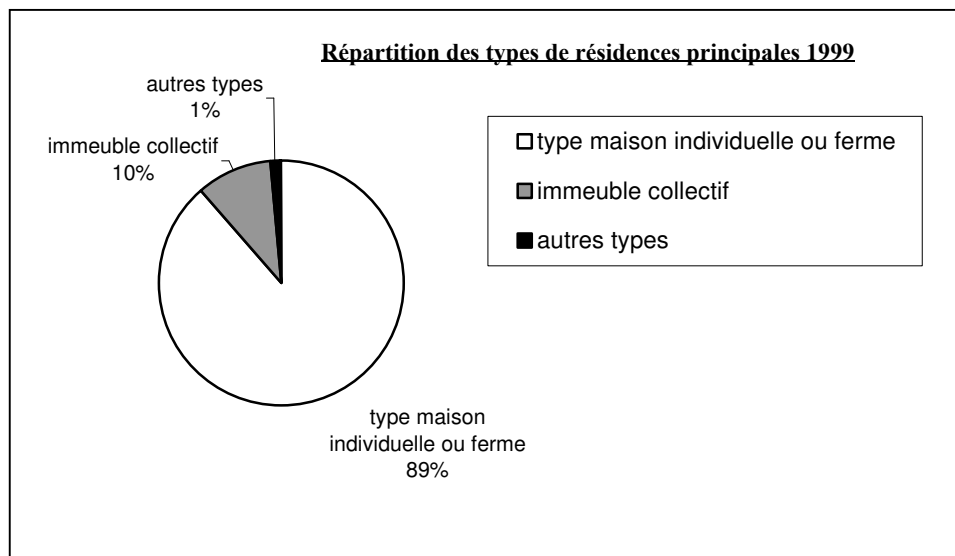 Répartition des types de résidences principales 1999
autres types
1%
immeuble collectif
10%
type maison individuelle ou ferme
immeuble collectif
autres types
type maison
individuelle ou ferme
89%